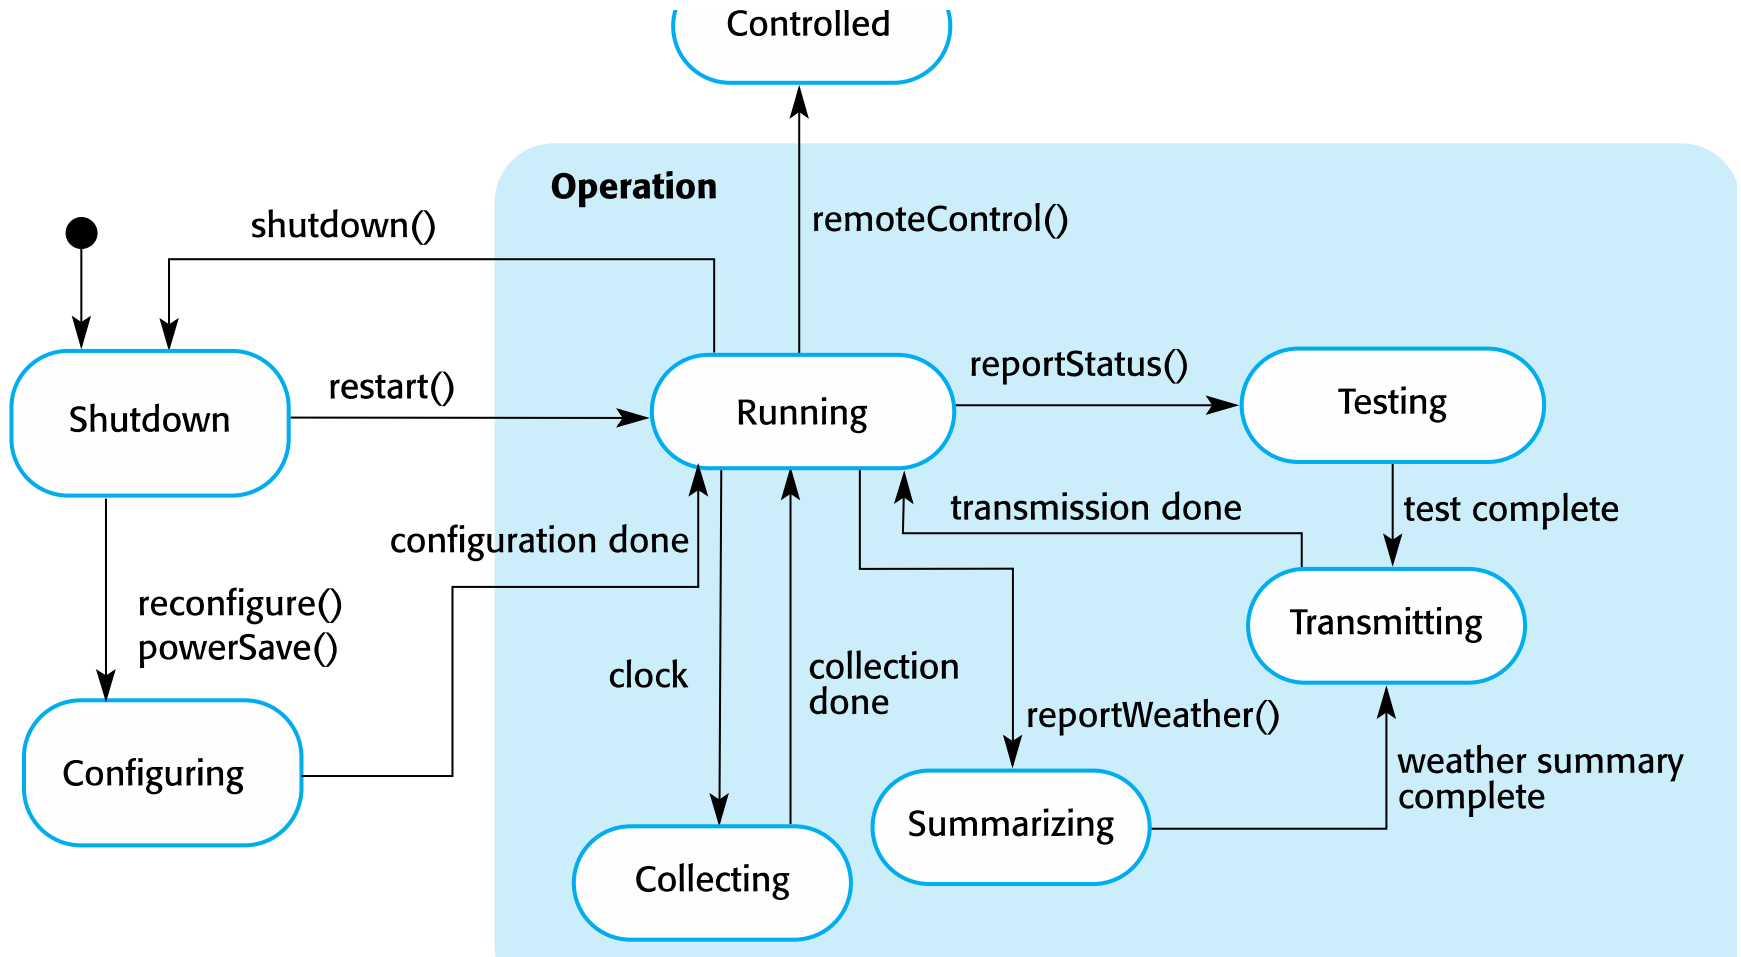 Controlled
Operation
shutdown()
remoteControl()
reportStatus()
restart()
Shutdown
Running
Testing
transmission done
test complete
configuration done
reconfigure()
powerSave()
Transmitting
clock
collection
done
reportWeather()
weather summary
complete
Configuring
Summarizing
Collecting